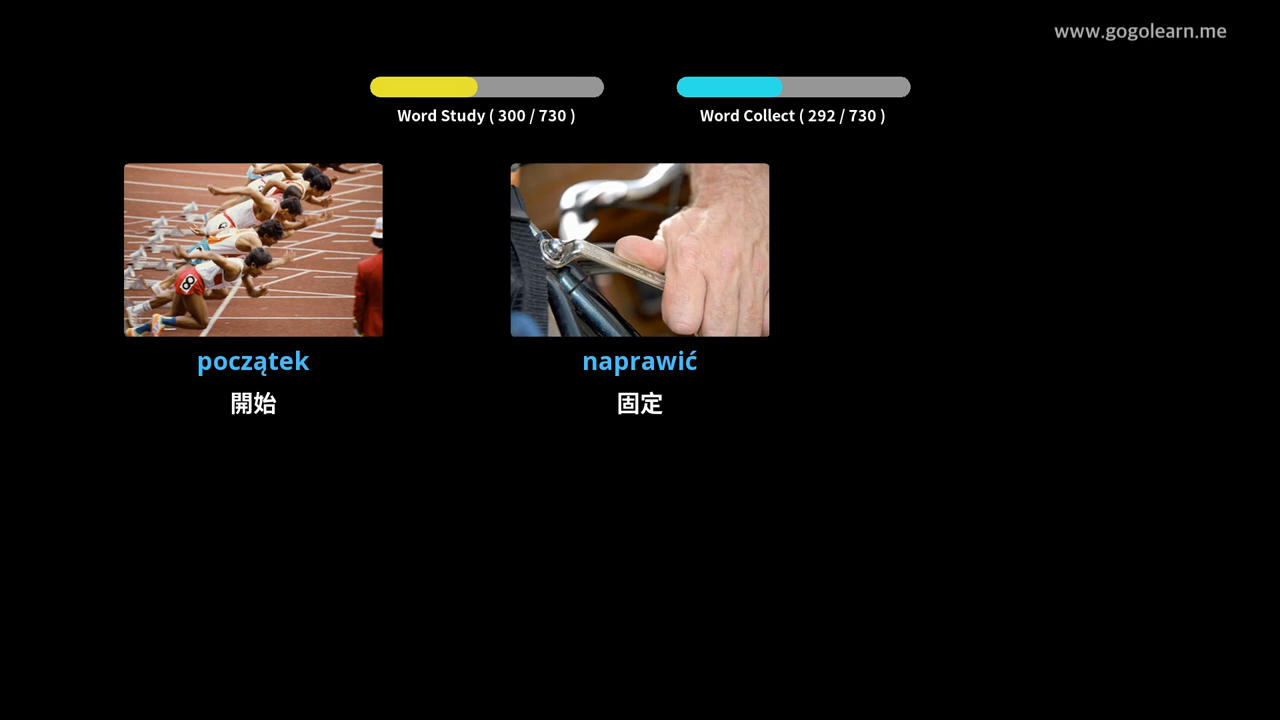 www.gogolearn.me
Word Study ( 300 / 730 )
Word Collect ( 292 / 730 )
początek
開始
naprawić
固定